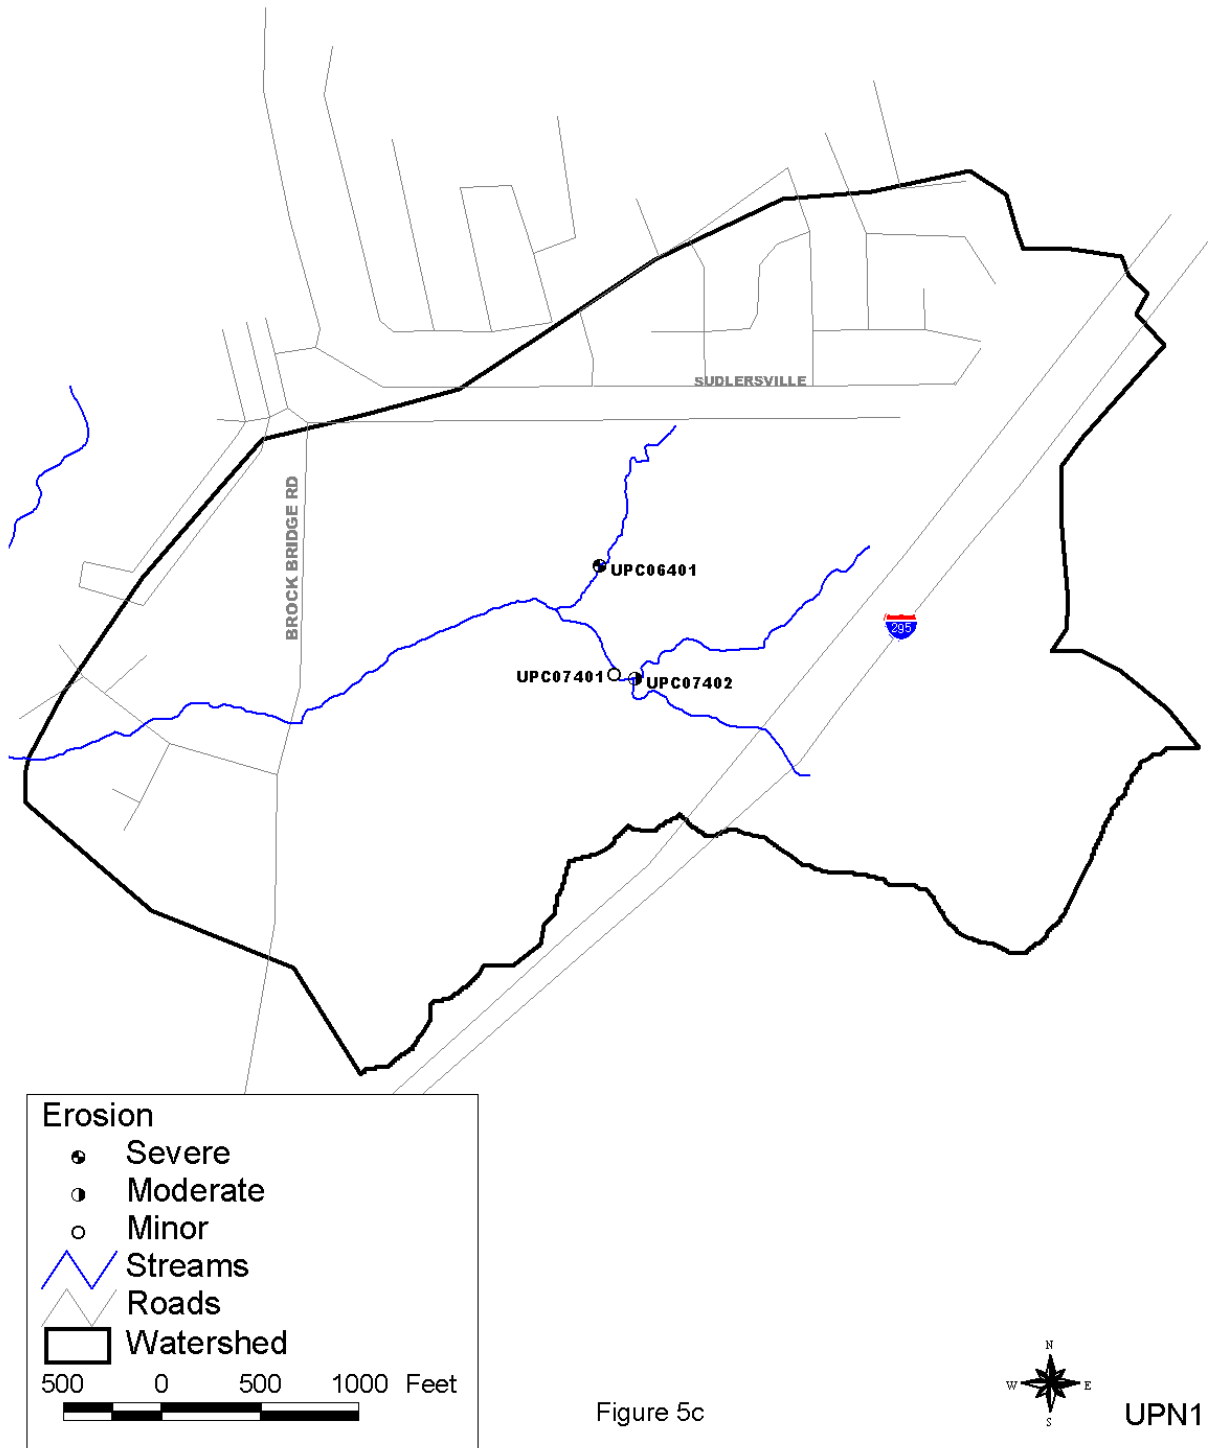 SUDLERSVILLE
BROCK BRIDGE RD
UPC06401
295
UPC07401
UPC07402
Erosion
Severe
Moderate
Minor
Streams
Roads
Watershed
500 0 500 1000 Feet
Figure 5c
N
W E
S
UPN1